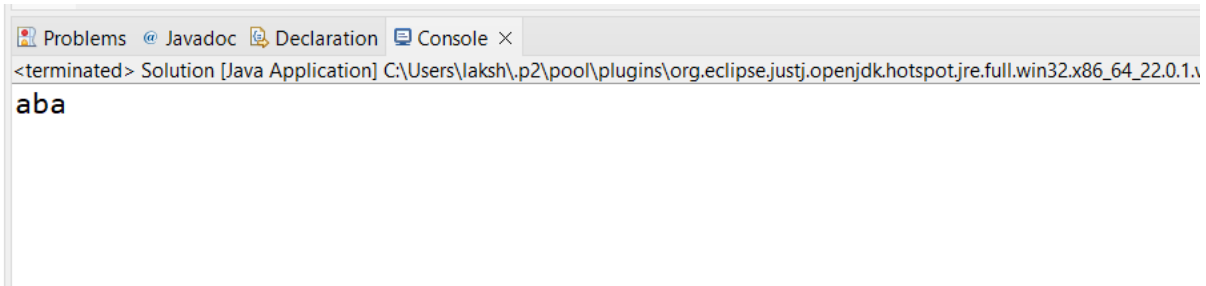 Problems @ Javadoc Declaration Console ×
<terminated> Solution [Java Application] C:\Users\laksh\.p2\pool\plugins\org.eclipse.justj.openjdk.hotspot.jre.full.win32.x86_64_22.0.1.v
aba